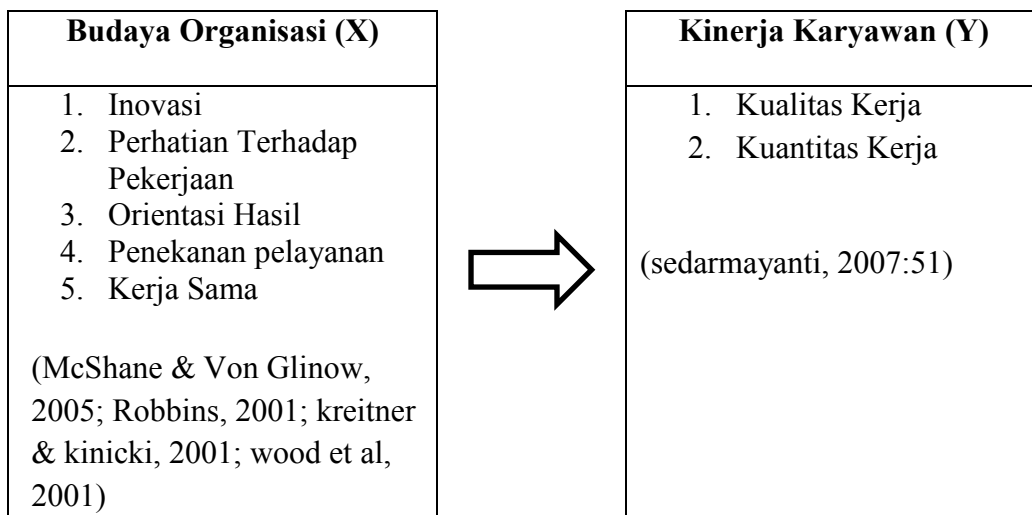 Budaya Organisasi (X)
1. Inovasi
2. Perhatian Terhadap
Pekerjaan
3. Orientasi Hasil
4. Penekanan pelayanan
5. Kerja Sama
(McShane & Von Glinow,
2005; Robbins, 2001; kreitner
& kinicki, 2001; wood et al,
2001)
Kinerja Karyawan (Y)
1. Kualitas Kerja
2. Kuantitas Kerja
(sedarmayanti, 2007:51)